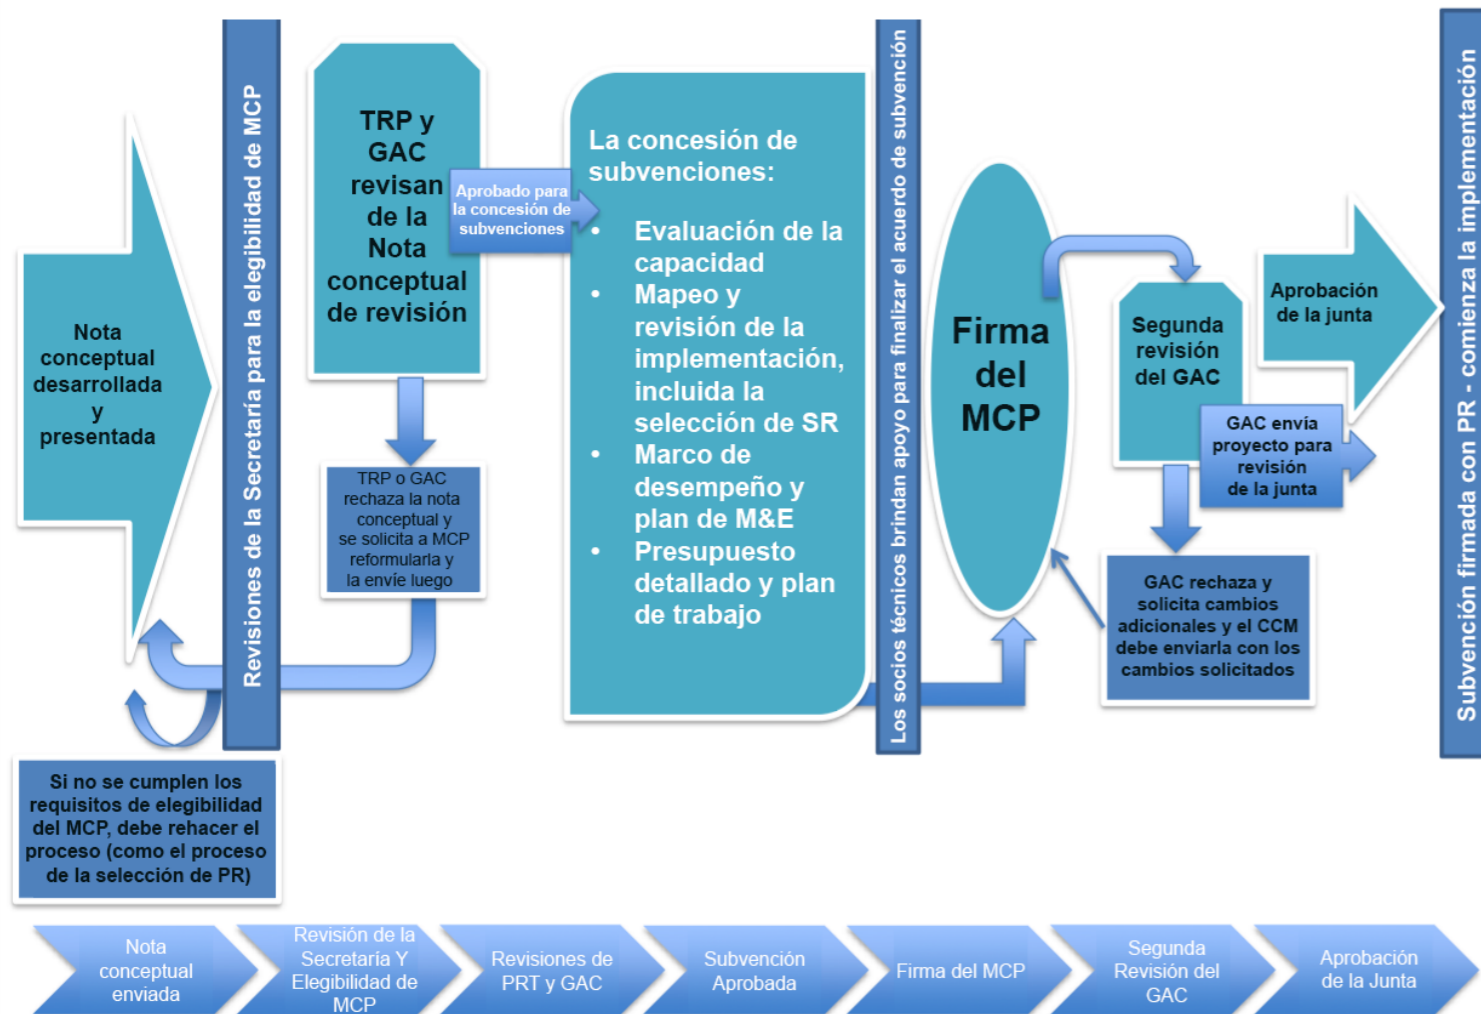 Nota
conceptual
desarrollada
y
presentada
Revisiones de la Secretaría para la elegibilidad de MCP
Si no se cumplen los
requisitos de elegibilidad
del MCP, debe rehacer el
proceso (como el proceso
de la selección de PR)
TRP y
GAC
revisan
de la
Nota
conceptual
de revisión
Aprobado para
la concesión de
subvenciones
TRP o GAC
rechaza la nota
conceptual y
se solicita a MCP
reformularla y
la envíe luego
La concesión de
subvenciones:
• Evaluación de la
capacidad
• Mapeo y
revisión de la
implementación,
incluida la
selección de SR
• Marco de
desempeño y
plan de M&E
• Presupuesto
detallado y plan
de trabajo
Los socios técnicos brindan apoyo para finalizar el acuerdo de subvención
Firma
del
MCP
Segunda
revisión
del GAC
GAC envía
proyecto para
revisión
de la junta
GAC rechaza y
solicita cambios
adicionales y el CCM
debe enviarla con los
cambios solicitados
Aprobación
de la junta
Subvención firmada con PR - comienza la implementación
Nota
conceptual
enviada
Revisión de la
Secretaría Y
Elegibilidad de
MCP
Revisiones de
PRT y GAC
Subvención
Aprobada
Firma del MCP
Segunda
Revisión del
GAC
Aprobación
de la Junta